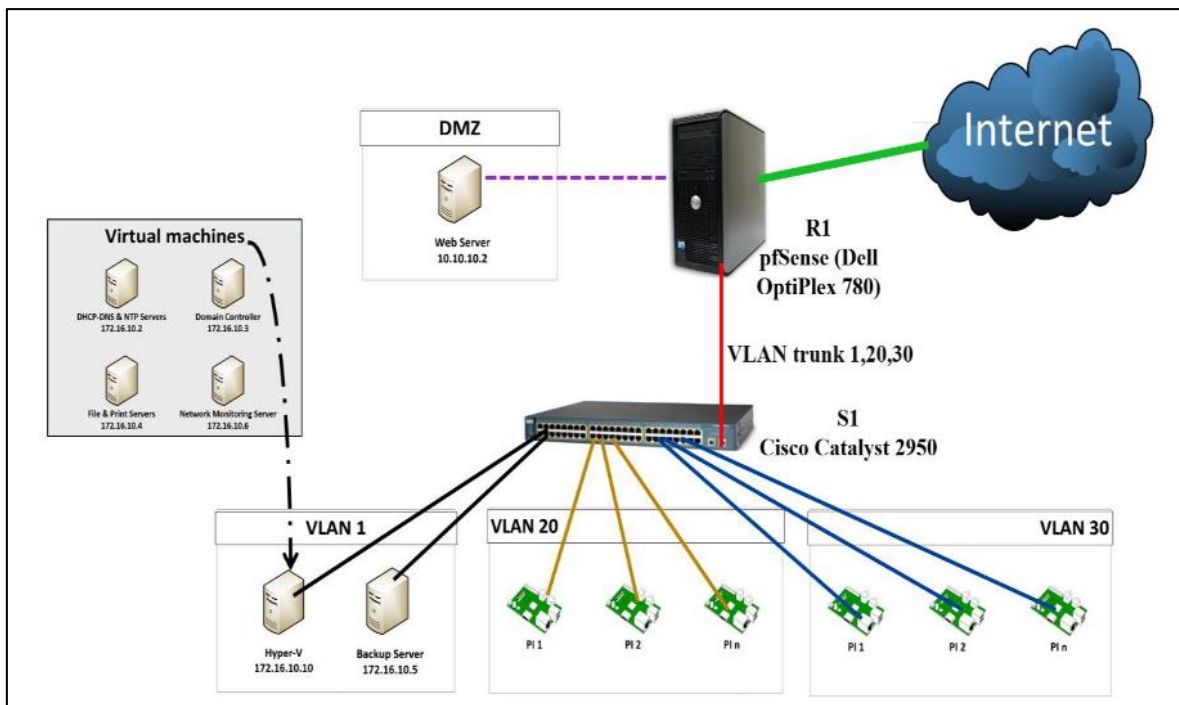 Internet
DMZ
Web Server
10.10.10.2
R1
pfSense (Dell
OptiPlex 780)
Virtual machines
DHCP-DNS & NTP Servers
172.16.10.2
Domain Controller
172.16.10.3
File & Print Servers
172.16.10.4
Network Monitoring Server
172.16.10.6
VLAN trunk 1,20,30
S1
Cisco Catalyst 2950
VLAN 1
Hyper-V
172.16.10.10
Backup Server
172.16.10.5
VLAN 20
PI 1
PI 2
PI n
VLAN 30
PI 1
PI 2
PI n